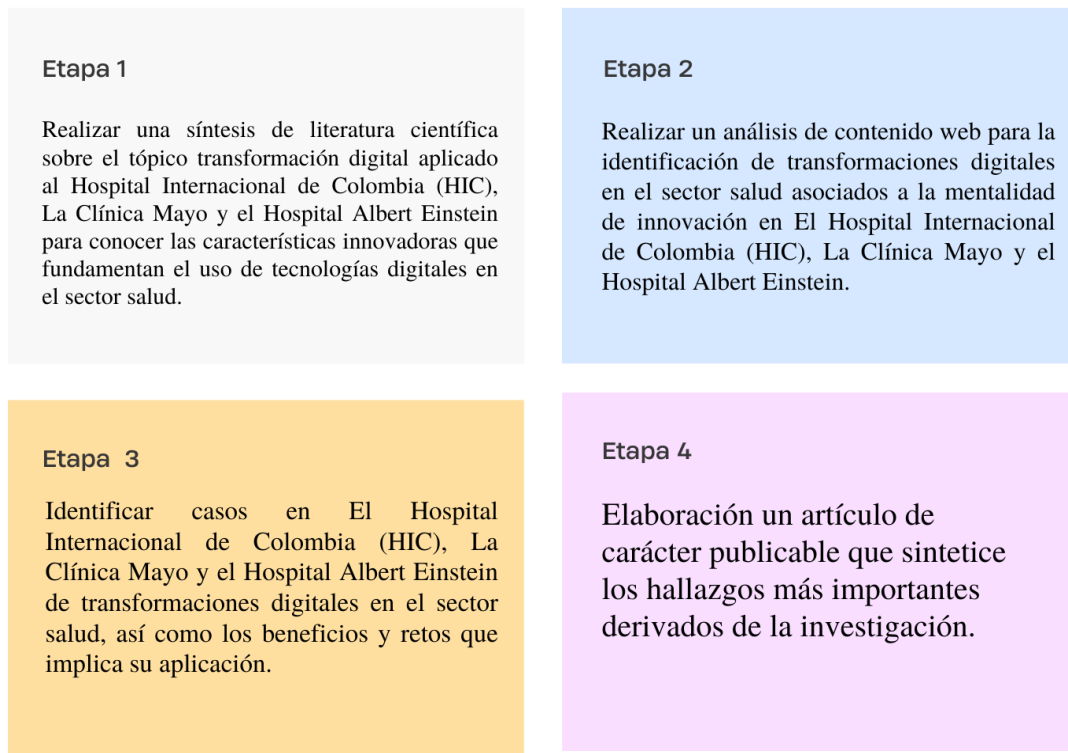 Etapa 1
Realizar una síntesis de literatura científica
sobre el tópico transformación digital aplicado
al Hospital Internacional de Colombia (HIC),
La Clínica Mayo y el Hospital Albert Einstein
para conocer las características innovadoras que
fundamentan el uso de tecnologías digitales en
el sector salud.
Etapa 2
Realizar un análisis de contenido web para la
identificación de transformaciones digitales
en el sector salud asociados a la mentalidad
de innovación en El Hospital Internacional
de Colombia (HIC), La Clínica Mayo y el
Hospital Albert Einstein.
Etapa 3
Identificar casos en El Hospital
Internacional de Colombia (HIC), La
Clínica Mayo y el Hospital Albert Einstein
de transformaciones digitales en el sector
salud, así como los beneficios y retos que
implica su aplicación.
Etapa 4
Elaboración un artículo de
carácter publicable que sintetice
los hallazgos más importantes
derivados de la investigación.